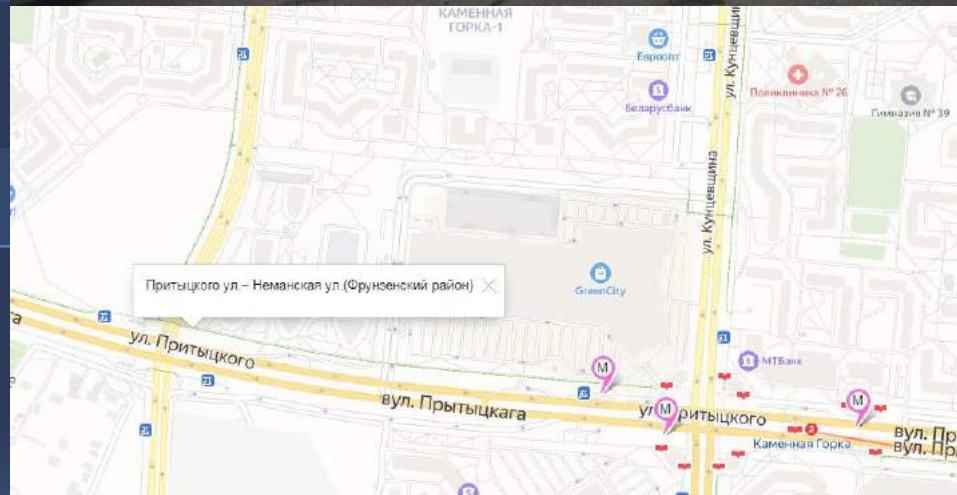 КАМЕННАЯ
ГОРКА-1
Евроопт
ул. Кунцевщина
Беларусбанк
Поликлиника № 26
Гимназия № 39
ул. Кунцевщина
GreenCity
Притыцкого ул.– Неманская ул.(Фрунзенский район)
ул. Притыцкого
МТБанк
М
М
М
вул. Прытыцкага
ул. Притыцкого
Каменная Горка
вул. Пр
вул. Пр